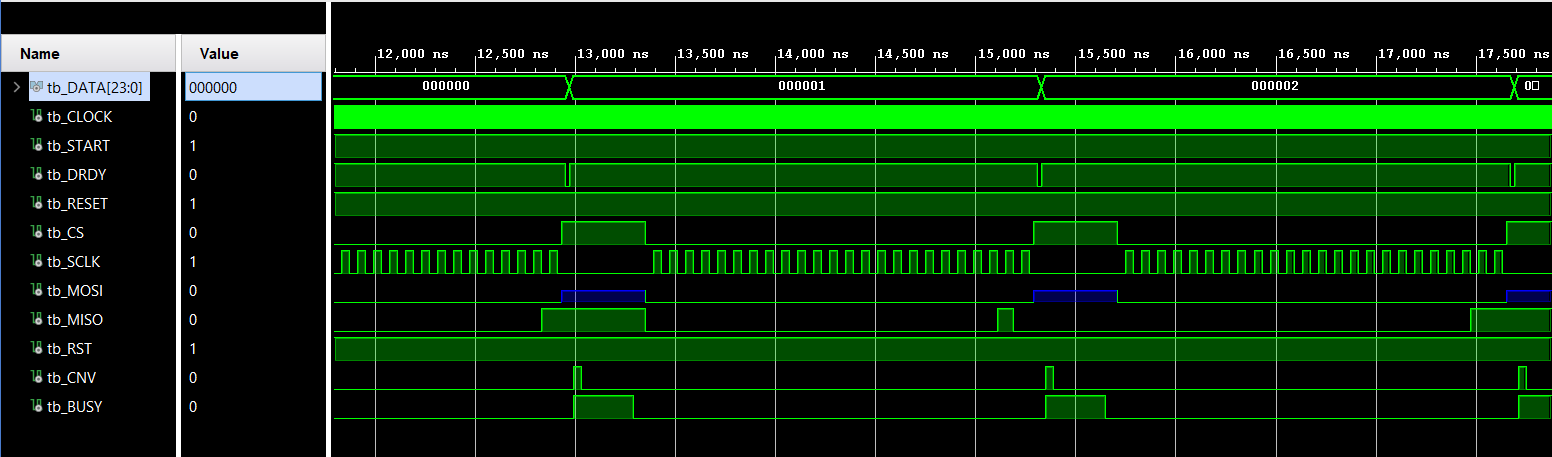 Name Value
12,000 ns 12,500 ns 13,000 ns 13,500 ns 14,000 ns 14,500 ns 15,000 ns 15,500 ns 16,000 ns 16,500 ns 17,000 ns 17,500 ns
tb_DATA[23:0] 000000 000000 000001 000002 0
tb_CLOCK 0
tb_START 1
tb_DRDY 0
tb_RESET 1
tb_CS 0
tb_SCLK 1
tb_MOSI 0
tb_MISO 0
tb_RST 1
tb_CNV 0
tb_BUSY 0